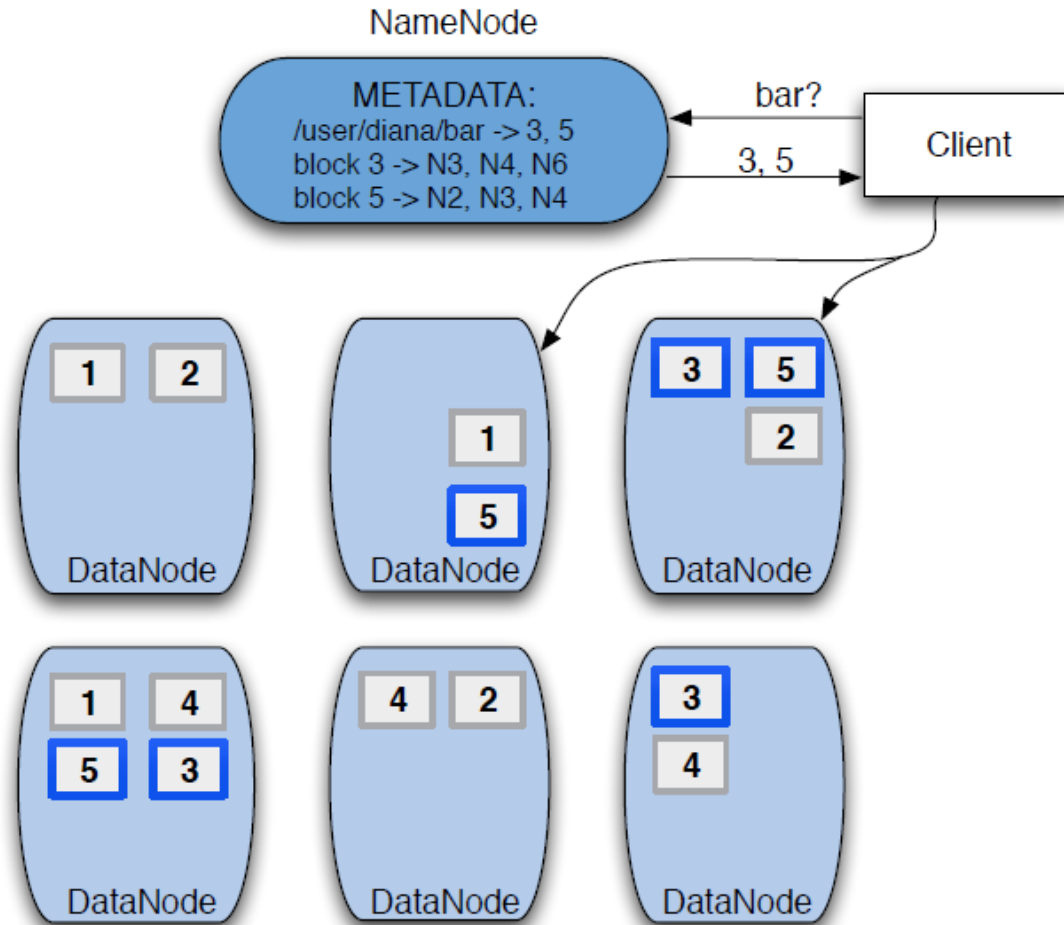 NameNode
METADATA:
/user/diana/bar -> 3, 5
block 3 -> N3, N4, N6
block 5 -> N2, N3, N4
bar?
3, 5
Client
1 2
DataNode
1
5
DataNode
3 5
2
DataNode
1 4
5 3
DataNode
4 2
DataNode
3
4
DataNode